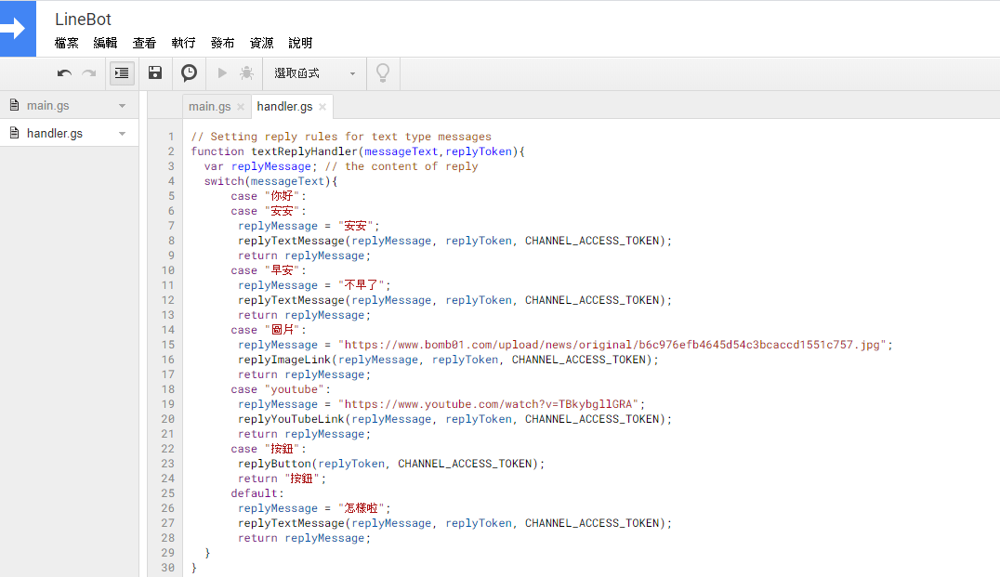 LineBot
檔案 編輯 查看 執行 發布 資源 說明
選取函式
main.gs
handler.gs
main.gs × handler.gs ×
1 // Setting reply rules for text type messages
2 function textReplyHandler(messageText,replyToken){
3 var replyMessage; // the content of reply
4 switch(messageText){
5 case "你好":
6 case "安安":
7 replyMessage = "安安";
8 replyTextMessage(replyMessage, replyToken, CHANNEL_ACCESS_TOKEN);
9 return replyMessage;
10 case "早安":
11 replyMessage = "不早了";
12 replyTextMessage(replyMessage, replyToken, CHANNEL_ACCESS_TOKEN);
13 return replyMessage;
14 case "圖片":
15 replyMessage = "https://www.bomb01.com/upload/news/original/b6c976efb4645d54c3bcaccd1551c757.jpg";
16 replyImageLink(replyMessage, replyToken, CHANNEL_ACCESS_TOKEN);
17 return replyMessage;
18 case "youtube":
19 replyMessage = "https://www.youtube.com/watch?v=TBkybgllGRA";
20 replyYouTubeLink(replyMessage, replyToken, CHANNEL_ACCESS_TOKEN);
21 return replyMessage;
22 case "按鈕":
23 replyButton(replyToken, CHANNEL_ACCESS_TOKEN);
24 return "按鈕";
25 default:
26 replyMessage = "怎樣啦";
27 replyTextMessage(replyMessage, replyToken, CHANNEL_ACCESS_TOKEN);
28 return replyMessage;
29 }
30 }